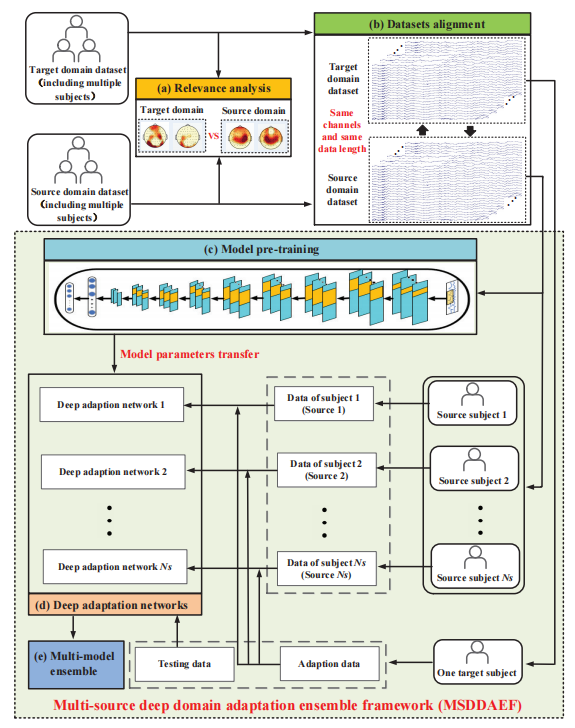 Target domain dataset
(including multiple
subjects)
Source domain dataset
(including multiple
subjects)
(a) Relevance analysis
Target domain
Source domain
VS
(b) Datasets alignment
Target domain
dataset
Same
channels
and same
data length
Source
domain
dataset
(c) Model pre-training
Model parameters transfer
Deep adaption network 1
Deep adaption network 2
Deep adaption network Ns
(d) Deep adaptation networks
Data of subject 1
(Source 1)
Data of subject 2
(Source 2)
Data of subject Ns
(Source Ns)
Source subject 1
Source subject 2
Source subject Ns
(e) Multi-model
ensemble
Testing data
Adaption data
One target subject
Multi-source deep domain adaptation ensemble framework (MSDDAEF)